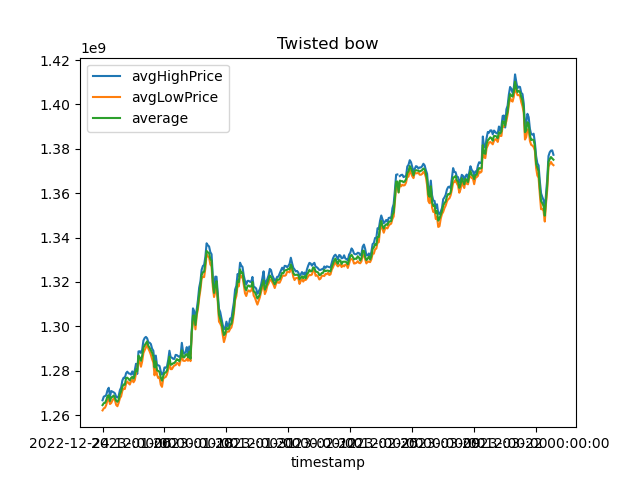 Twisted bow
1e9
1.42
avgHighPrice
avgLowPrice
average
1.40
1.38
1.36
1.34
1.32
1.30
1.28
1.26
2022-12-24
00:00:00
timestamp